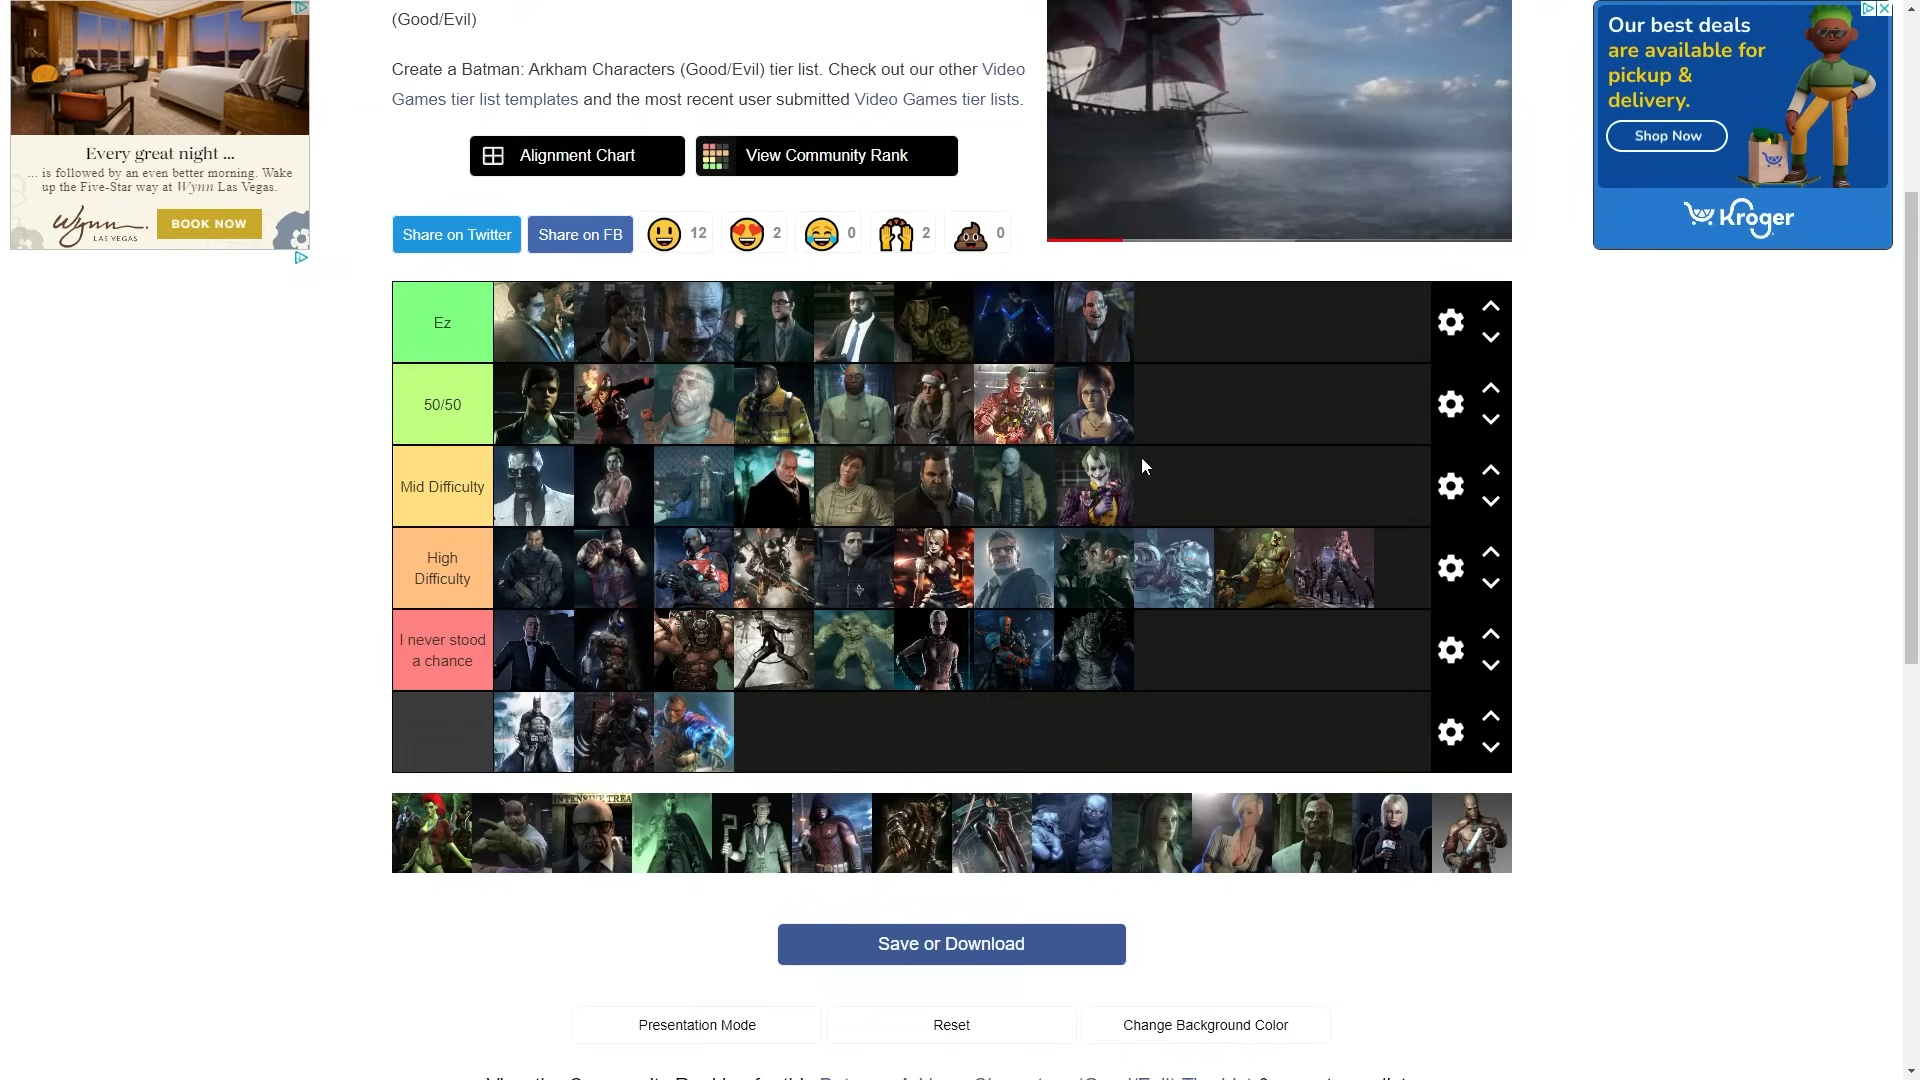 (Good/Evil)
Create a Batman: Arkham Characters (Good/Evil) tier list. Check out our other Video
Games tier list templates and the most recent user submitted Video Games tier lists.
Alignment Chart
View Community Rank
Share on Twitter
Share on FB
12
2
0
2
0
Every great night ...
... is followed by an even better morning. Wake
up the Five-Star way at Wynn Las Vegas.
Wynn
LAS VEGAS
BOOK NOW
Our best deals
are available for
pickup &
delivery.
Shop Now
Kroger
Ez
50/50
Mid Difficulty
High
Difficulty
I never stood
a chance
INTENSIVE TREA
Save or Download
Presentation Mode
Reset
Change Background Color